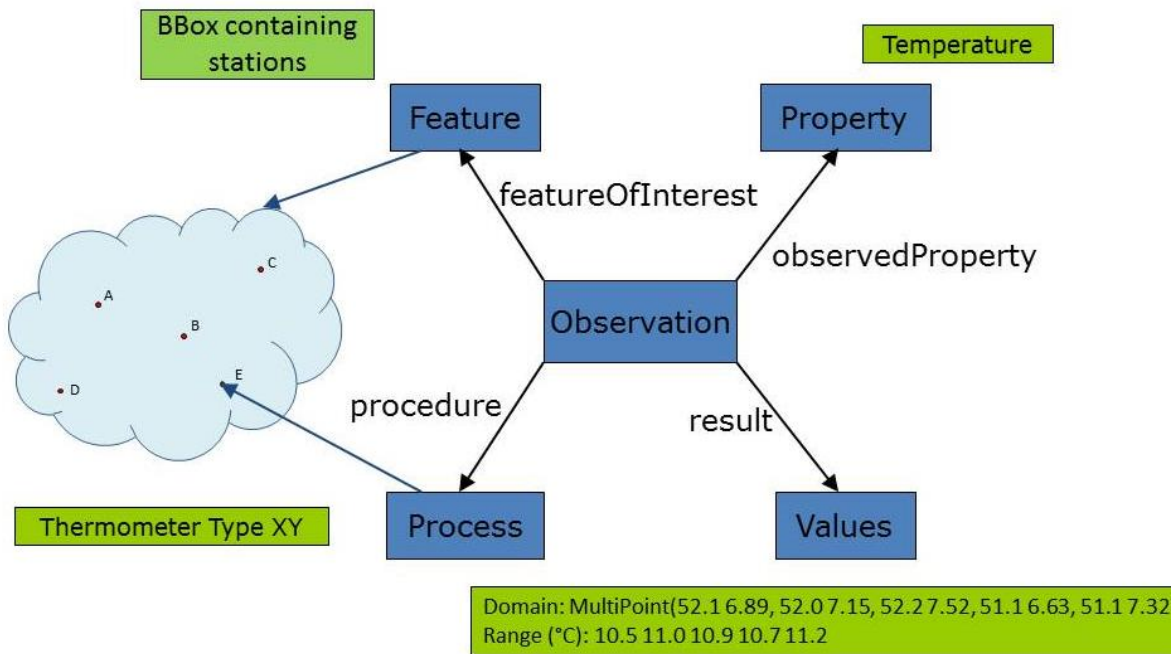 BBox containing
stations
Temperature
Feature
Property
featureOfInterest
observedProperty
C
A
B
E
D
Observation
procedure
result
Thermometer Type XY
Process
Values
Domain: MultiPoint(52.1 6.89, 52.0 7.15, 52.2 7.52, 51.1 6.63, 51.1 7.32
Range (°C): 10.5 11.0 10.9 10.7 11.2